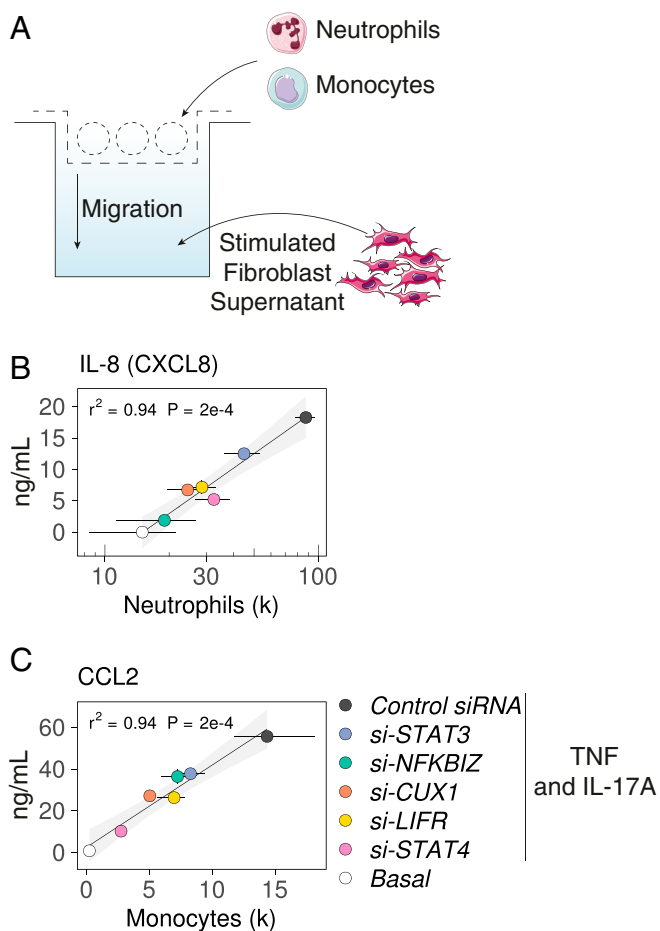 A
Neutrophils
Monocytes
Migration
Stimulated
Fibroblast
Supernatant
B
IL-8 (CXCL8)
r2 = 0.94 P = 2e-4
20
15
10
5
0
ng/mL
10 30 100
Neutrophils (k)
C
CCL2
r2 = 0.94 P = 2e-4
60
40
20
0
ng/mL
0 5 10 15
Monocytes (k)
Control siRNA
si-STAT3
si-NFKBIZ
si-CUX1
si-LIFR
si-STAT4
Basal
TNF
and IL-17A